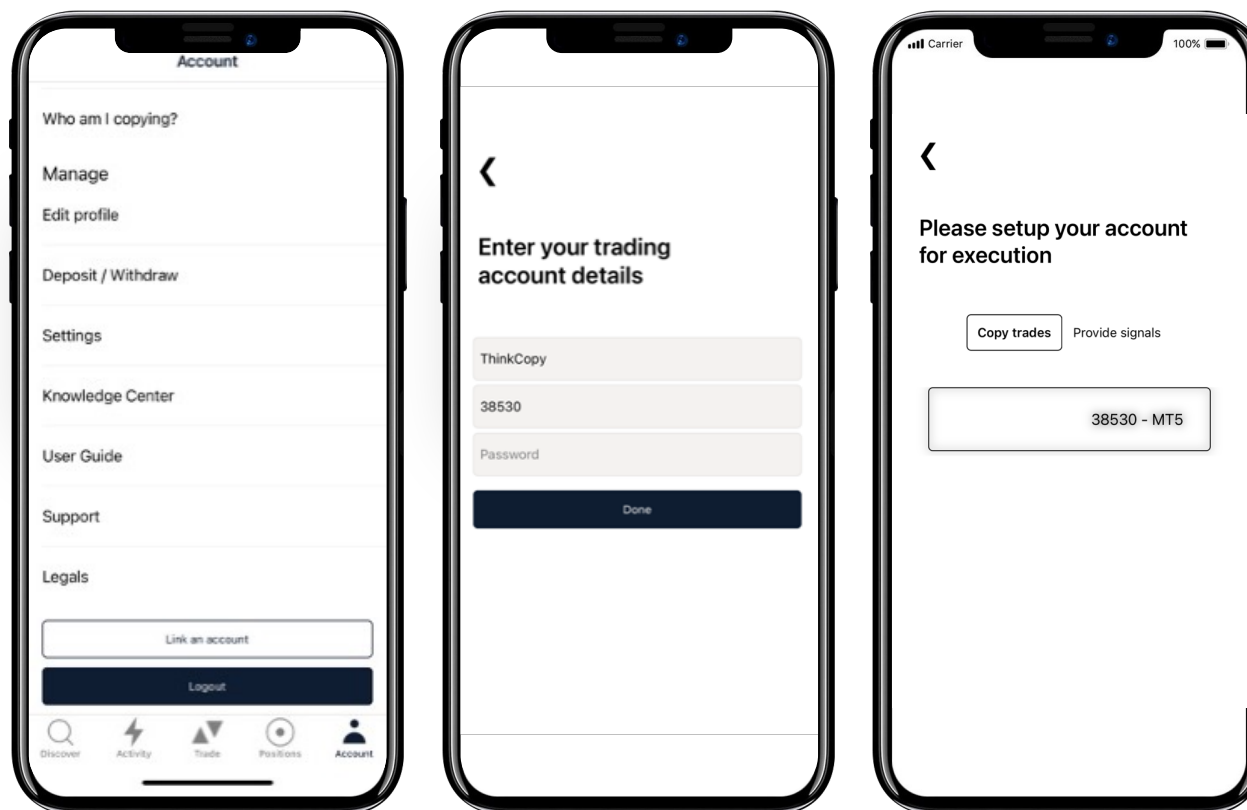 Account
Who am I copying?
Manage
Edit profile
Deposit / Withdraw
Settings
Knowledge Center
User Guide
Support
Legals
Link an account
Logout
Discover
Activity
Trade
Positions
Account
Enter your trading
account details
ThinkCopy
38530
Password
Done
Carrier
100%
Please setup your account
for execution
Copy trades
Provide signals
38530 - MT5